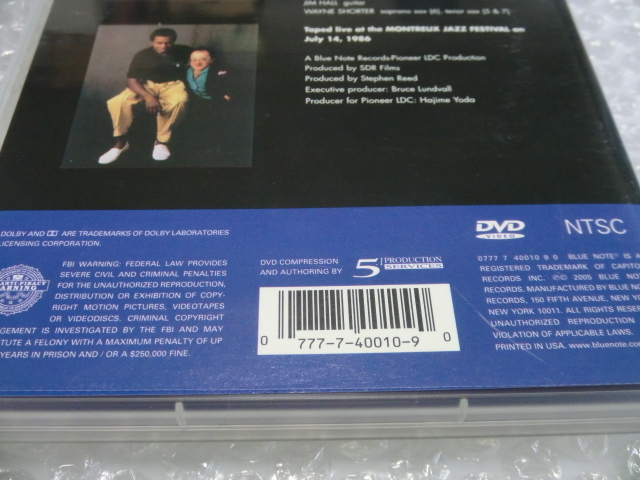 JIM HALL guitar
WAYNE SHORTER soprano sax [6], tenor sax [5 & 7]
Taped live at the MONTREUX JAZZ FESTIVAL on
July 14, 1986
A Blue Note Records-Pioneer LDC Production
Produced by SDR Films
Produced by Stephen Reed
Executive producer: Bruce Lundvall
Producer for Pioneer LDC: Hajime Yoda
DOLBY AND ARE TRADEMARKS OF DOLBY LABORATORIES
LICENSING CORPORATION.
ANTI-PIRACY
WARNING
FBI WARNING: FEDERAL LAW PROVIDES
SEVERE CIVIL AND CRIMINAL PENALTIES
FOR THE UNAUTHORIZED REPRODUCTION,
DISTRIBUTION OR EXHIBITION OF COPY-
RIGHT MOTION PICTURES, VIDEOTAPES
OR VIDEODISCS. CRIMINAL COPYRIGHT
GEMENT IS INVESTIGATED BY THE FBI AND MAY
TUTE A FELONY WITH A MAXIMUM PENALTY OF UP
YEARS IN PRISON AND / OR A $250,000 FINE.
DVD COMPRESSION
AND AUTHORING BY
5 PRODUCTION
SERVICES
0 777-7-40010-9 0
DVD
VIDEO
NTSC
0777 7 40010 9 0 BLUE NOTE® IS A
REGISTERED TRADEMARK OF CAPITO
RECORDS INC. ℗© 2005 BLUE NOT
RECORDS. MANUFACTURED BY BLUE NO
RECORDS, 150 FIFTH AVENUE, NEW Y
NEW YORK 10011. ALL RIGHTS RESER
UNAUTHORIZED REPRODUCTION
VIOLATION OF APPLICABLE LAWS.
PRINTED IN USA. www.bluenote.